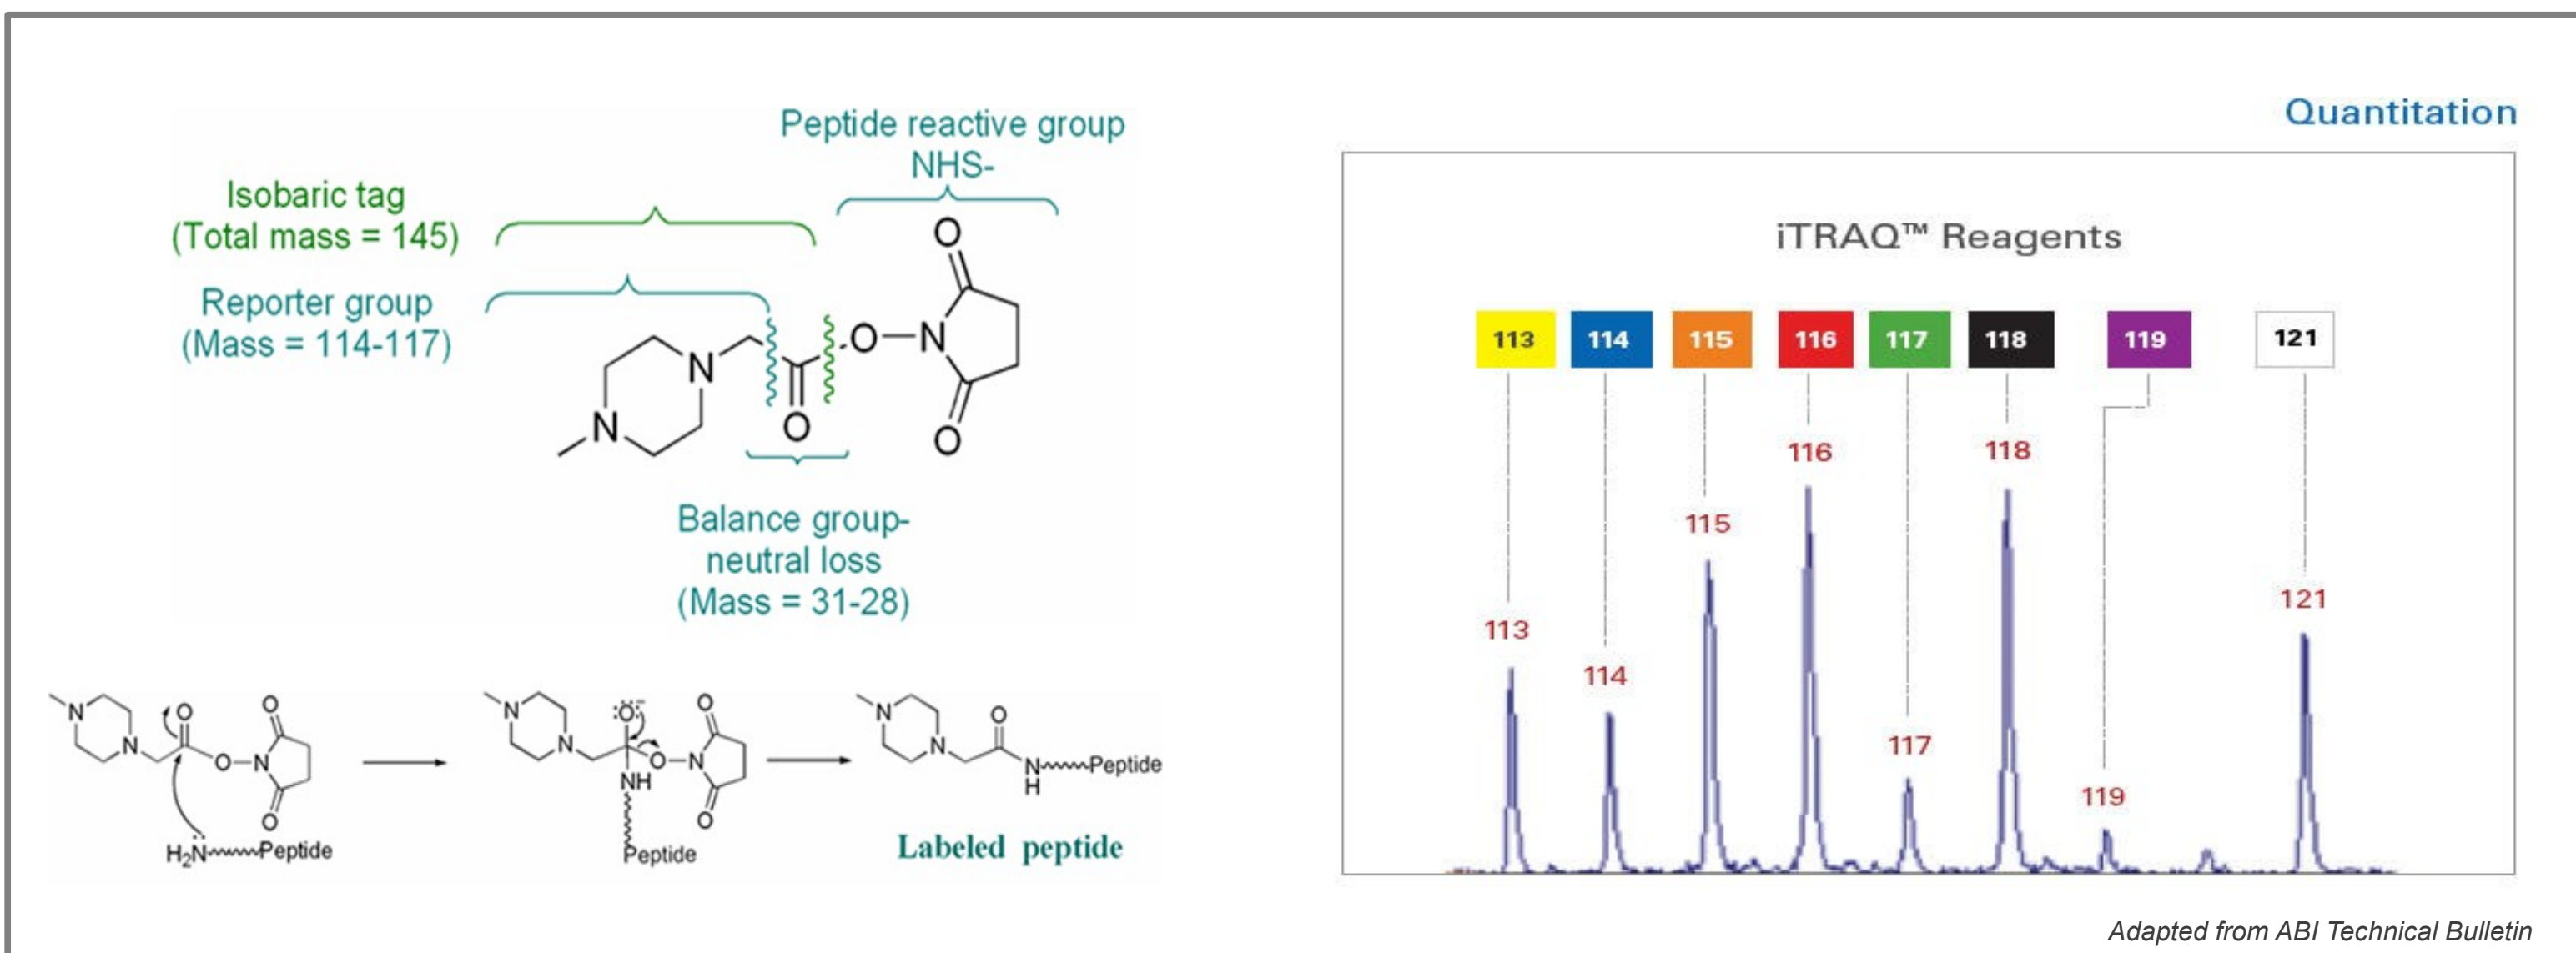 Peptide reactive group
NHS-
Isobaric tag
(Total mass = 145)
Reporter group
(Mass = 114-117)
O
O
N
N
N
O
O
Balance group-
neutral loss
(Mass = 31-28)
N
N
O
O
N
O
O
H₂N
Peptide
N
N
:O:-
O
N
O
O
NH
Peptide
N
N
O
N
H
Peptide
Labeled peptide
Quantitation
iTRAQ™ Reagents
113 114 115 116 117 118 119 121
116
118
115
121
113
114
117
119
Adapted from ABI Technical Bulletin